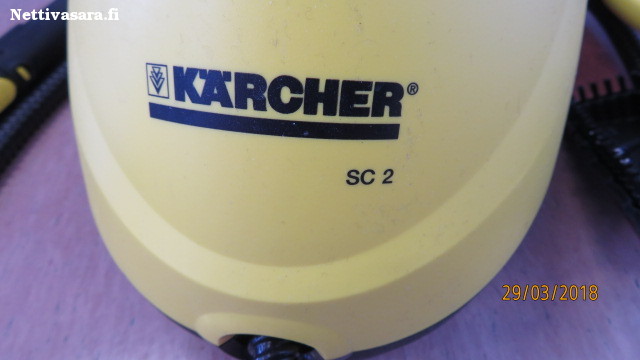 Nettivasara.fi
KÄRCHER®
SC 2
29/03/2018